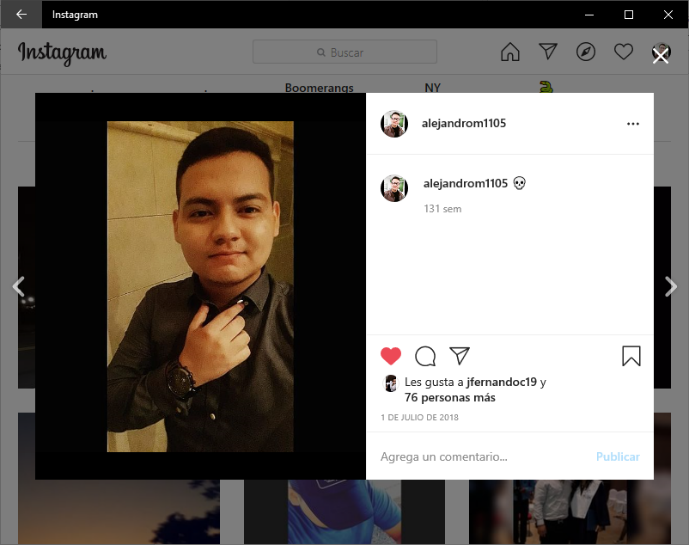 Instagram
Instagram
Buscar
Boomerangs
NY
alejandrom1105
alejandrom1105 💀
131 sem
Les gusta a jfernandoc19 y
76 personas más
1 DE JULIO DE 2018
Agrega un comentario...
Publicar